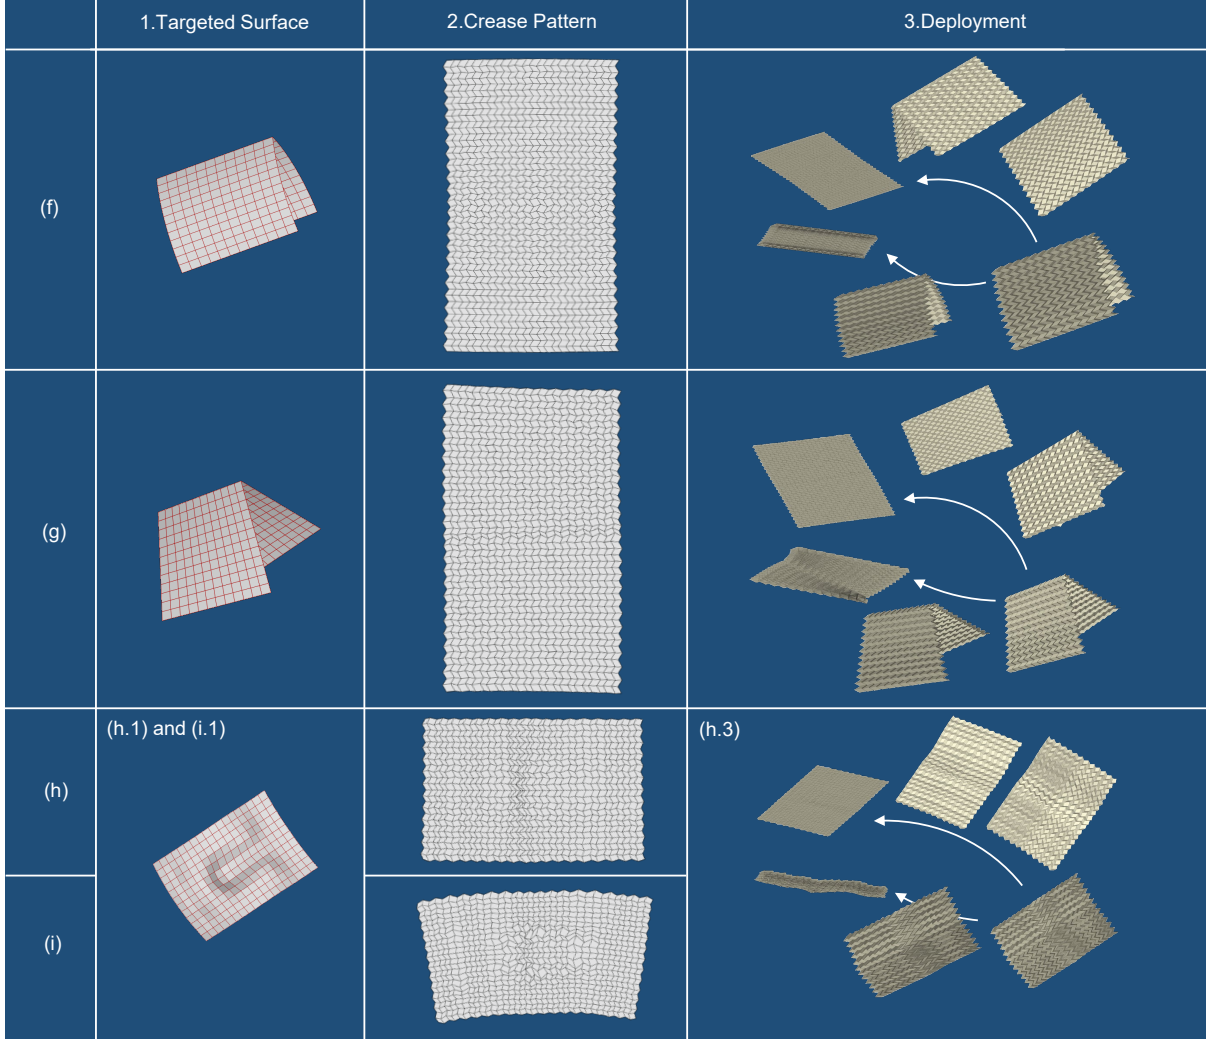 1.Targeted Surface
2.Crease Pattern
3.Deployment
(f)
(g)
(h.1) and (i.1)
(h.3)
(h)
(i)